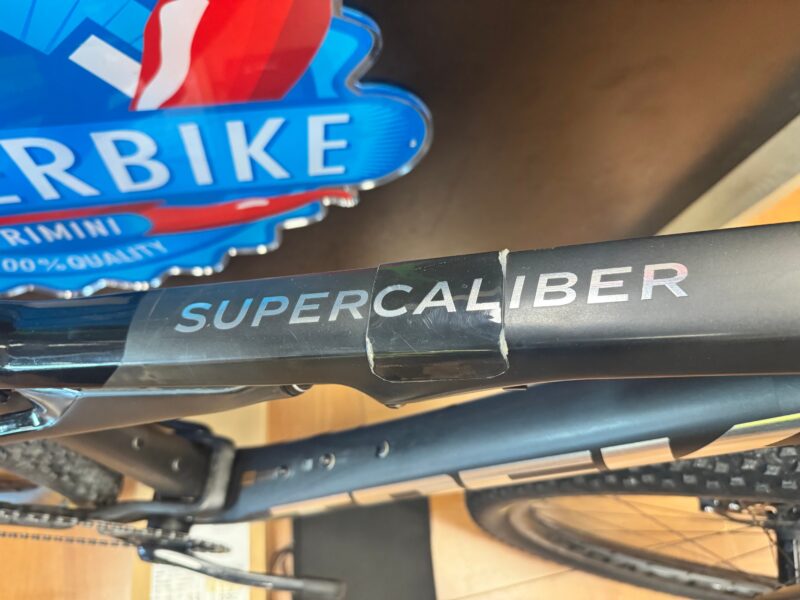 ERBIKE
RIMINI
00% QUALITY
SUPERCALIBER